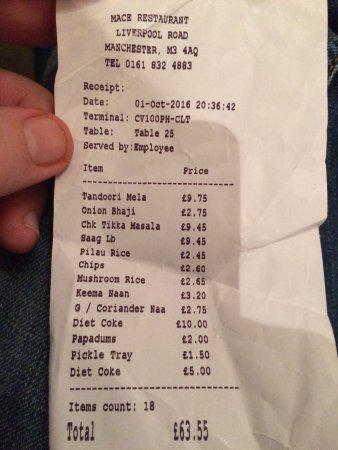 MACE RESTAURANT
LIVERPOOL ROAD
MANCHESTER, M3 4AQ
TEL 0161 832 4883
Receipt:
Date: 01-Oct-2016 20:36:42
Terminal: CV100PH-CLT
Table: Table 25
Served by:Employee
Item Price
Tandoori Mela £9.75
Onion Bhaji £2.75
Chk Tikka Masala £9.45
Saag Lb £9.45
Pilau Rice £2.45
Chips £2.60
Mushroom Rice £2.65
Keema Naan £3.20
G / Coriander Naa £2.75
Diet Coke £10.00
Papadums £2.00
Pickle Tray £1.50
Diet Coke £5.00
Items count: 18
Total £63.55